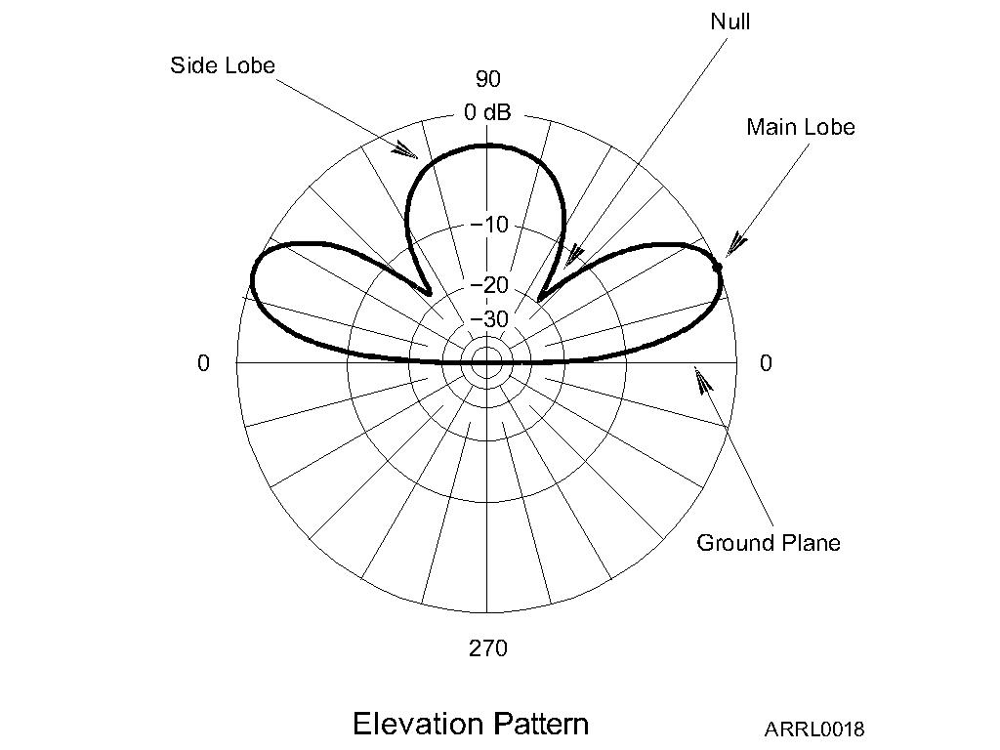 Null
Side Lobe
90
0 dB
Main Lobe
−10
−20
−30
0
0
Ground Plane
270
Elevation Pattern
ARRL0018